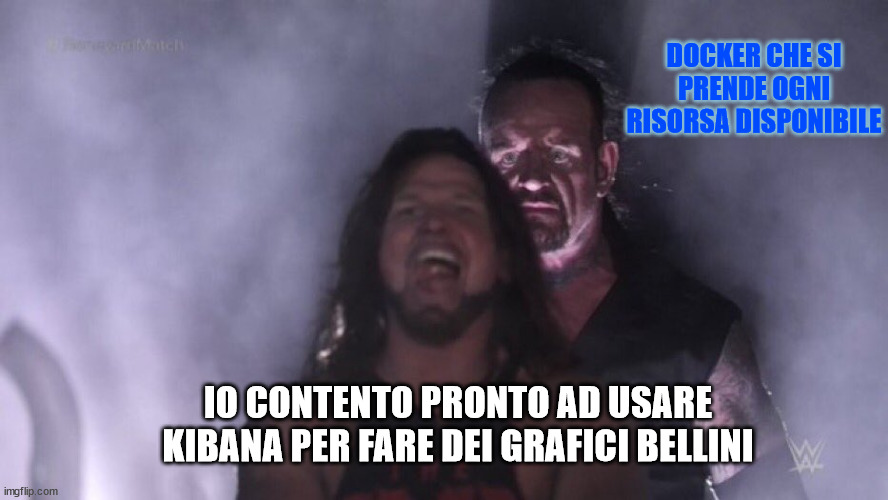 DOCKER CHE SI
PRENDE OGNI
RISORSA DISPONIBILE
IO CONTENTO PRONTO AD USARE
KIBANA PER FARE DEI GRAFICI BELLINI
W
imgflip.com